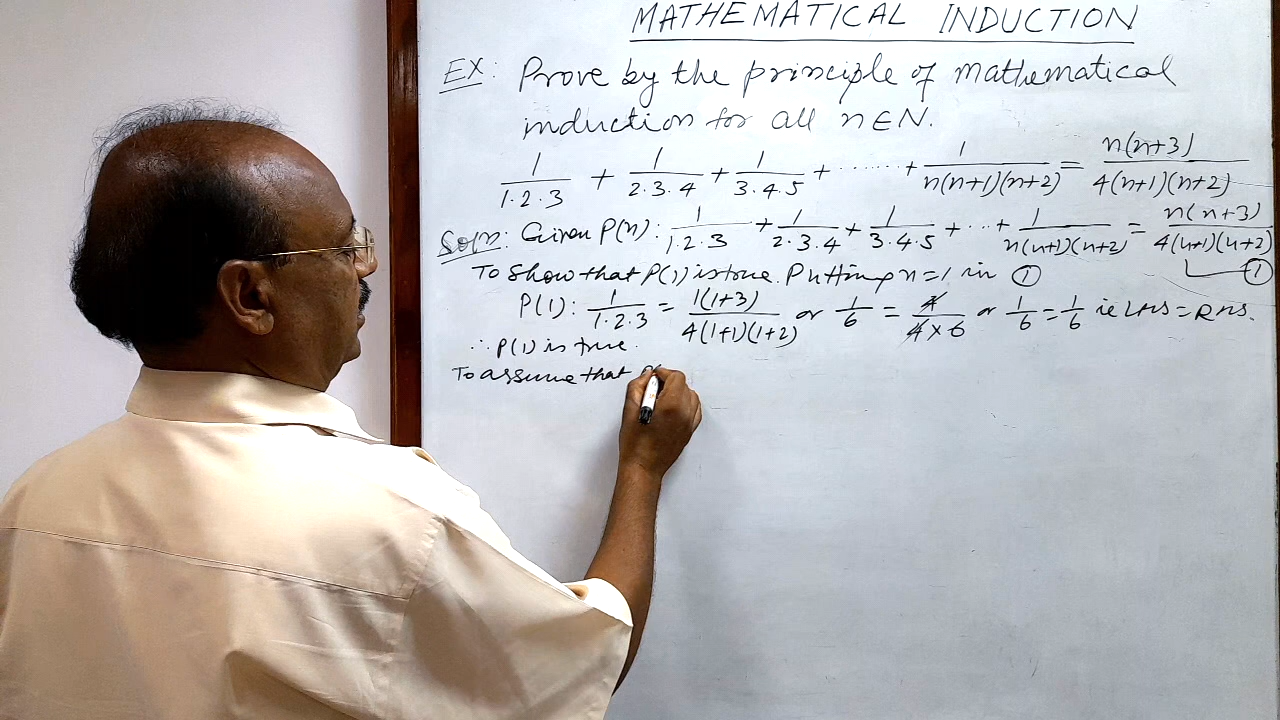 MATHEMATICAL INDUCTION
EX: Prove by the principle of mathematical
induction for all n∈N.
1/1·2·3 + 1/2·3·4 + 1/3·4·5 + ······ + 1/n(n+1)(n+2) = n(n+3)/4(n+1)(n+2)
Soln: Given P(n): 1/1·2·3 + 1/2·3·4 + 1/3·4·5 + ··· + 1/n(n+1)(n+2) = n(n+3)/4(n+1)(n+2)
To show that P(1) is true. Putting n=1 in ① ①
P(1): 1/1·2·3 = 1(1+3)/4(1+1)(1+2) or 1/6 = 4/4×6 or 1/6 = 1/6 ie LHS = RHS.
∴ P(1) is true.
To assume that P(